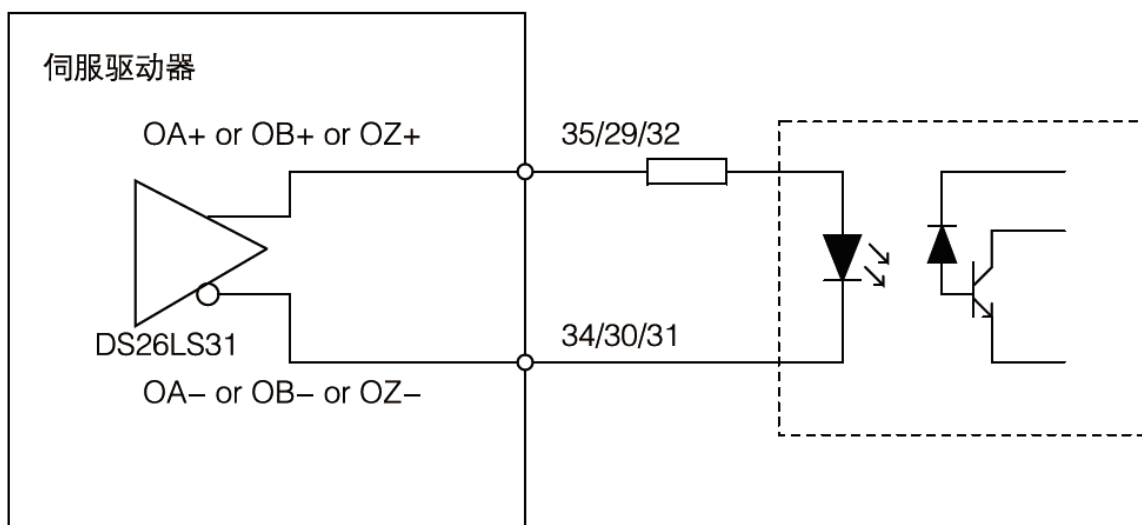 伺服驱动器
OA+ or OB+ or OZ+
35/29/32
DS26LS31
34/30/31
OA− or OB− or OZ−